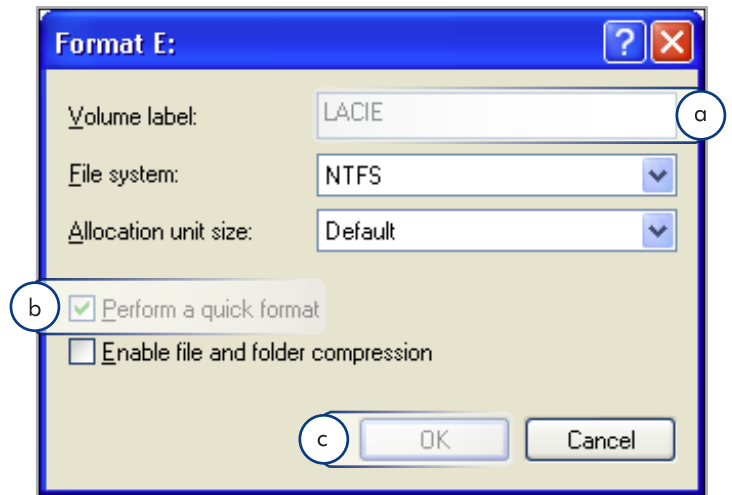 Format E:
Volume label: LACIE a
File system: NTFS
Allocation unit size: Default
b Perform a quick format
Enable file and folder compression
c OK Cancel